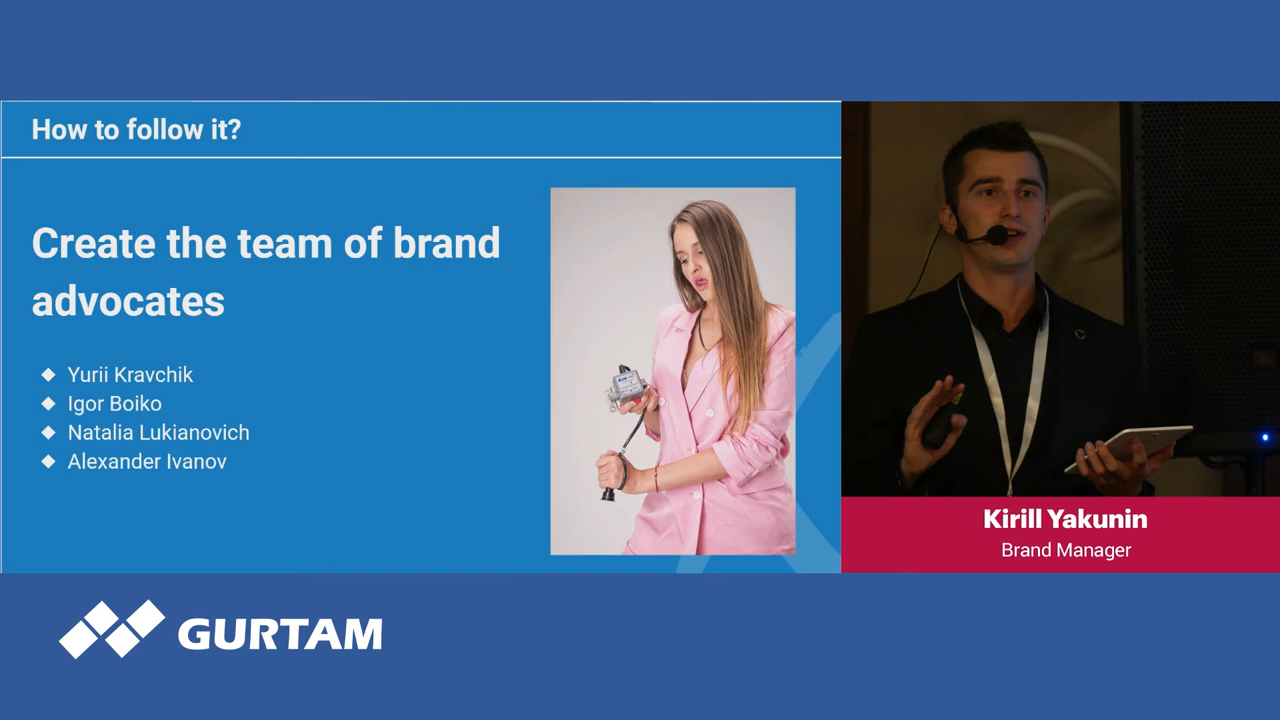 How to follow it?
Create the team of brand
advocates
Yurii Kravchik
Igor Boiko
Natalia Lukianovich
Alexander Ivanov
Kirill Yakunin
Brand Manager
GURTAM